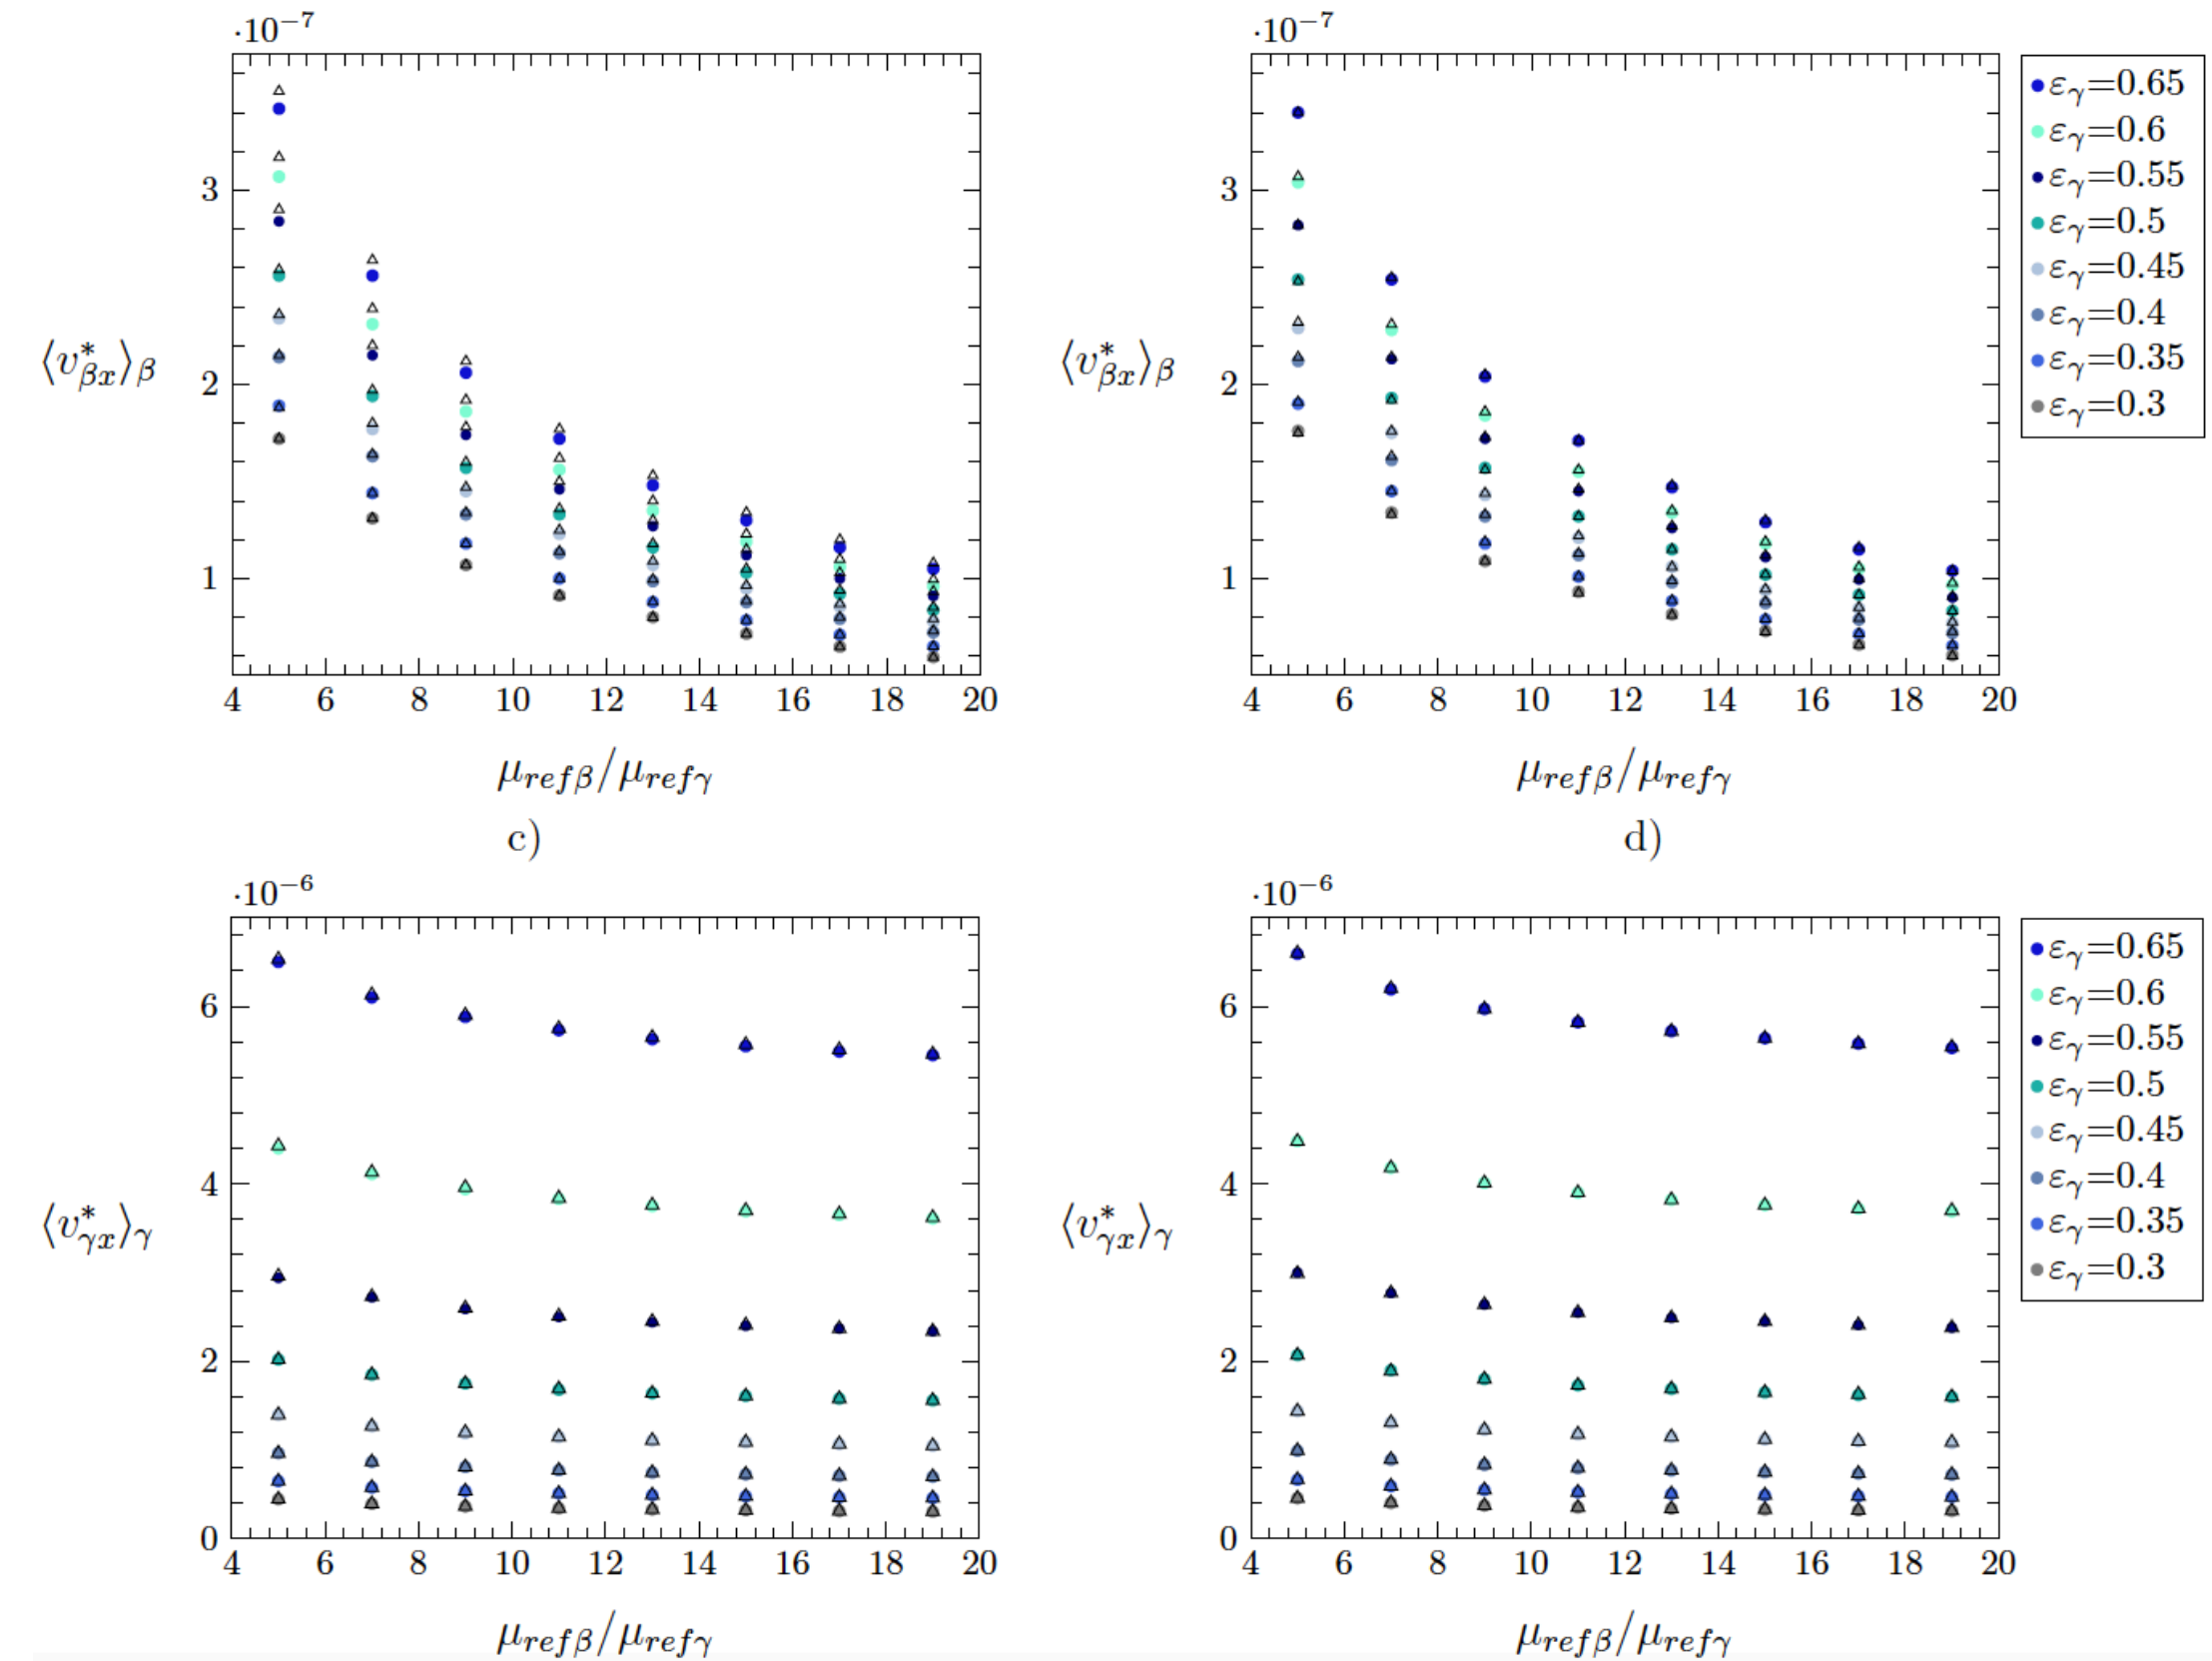 ·10⁻⁷
3
2
1
⟨v*βx⟩β
4 6 8 10 12 14 16 18 20
μrefβ/μrefγ
c)
·10⁻⁷
3
2
1
⟨v*βx⟩β
4 6 8 10 12 14 16 18 20
μrefβ/μrefγ
d)
εγ=0.65
εγ=0.6
εγ=0.55
εγ=0.5
εγ=0.45
εγ=0.4
εγ=0.35
εγ=0.3
·10⁻⁶
6
4
2
0
⟨v*γx⟩γ
4 6 8 10 12 14 16 18 20
μrefβ/μrefγ
·10⁻⁶
6
4
2
0
⟨v*γx⟩γ
4 6 8 10 12 14 16 18 20
μrefβ/μrefγ
εγ=0.65
εγ=0.6
εγ=0.55
εγ=0.5
εγ=0.45
εγ=0.4
εγ=0.35
εγ=0.3